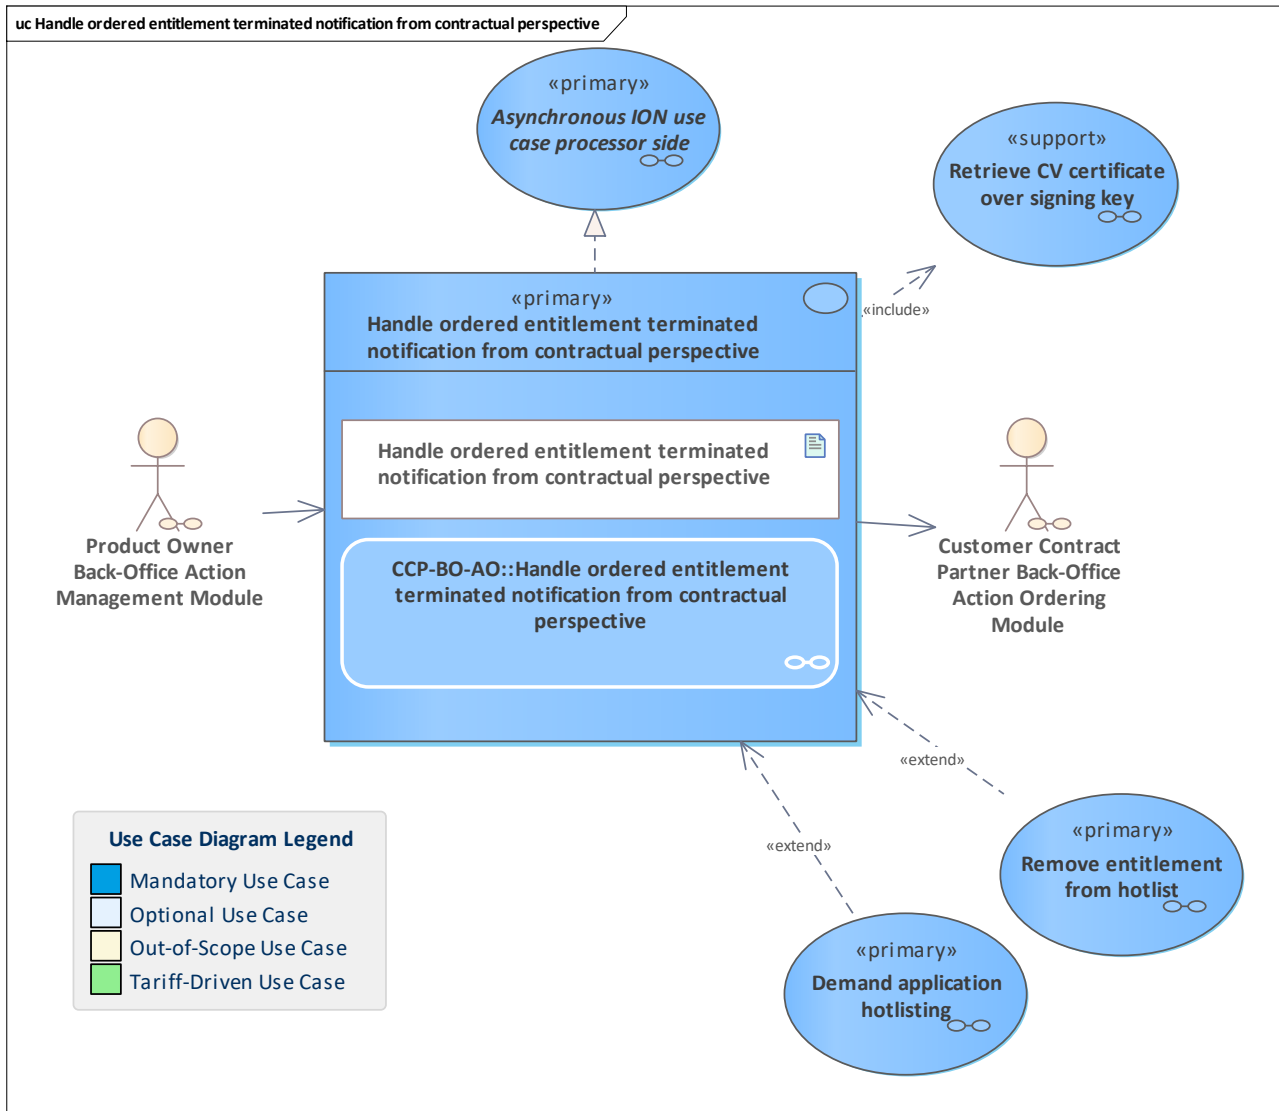 uc Handle ordered entitlement terminated notification from contractual perspective
«primary»
Asynchronous ION use
case processor side
«support»
Retrieve CV certificate
over signing key
«include»
«primary»
Handle ordered entitlement terminated
notification from contractual perspective
Handle ordered entitlement terminated
notification from contractual perspective
CCP-BO-AO::Handle ordered entitlement
terminated notification from contractual
perspective
Product Owner
Back-Office Action
Management Module
Customer Contract
Partner Back-Office
Action Ordering
Module
«extend»
«extend»
«primary»
Remove entitlement
from hotlist
«primary»
Demand application
hotlisting
Use Case Diagram Legend
Mandatory Use Case
Optional Use Case
Out-of-Scope Use Case
Tariff-Driven Use Case